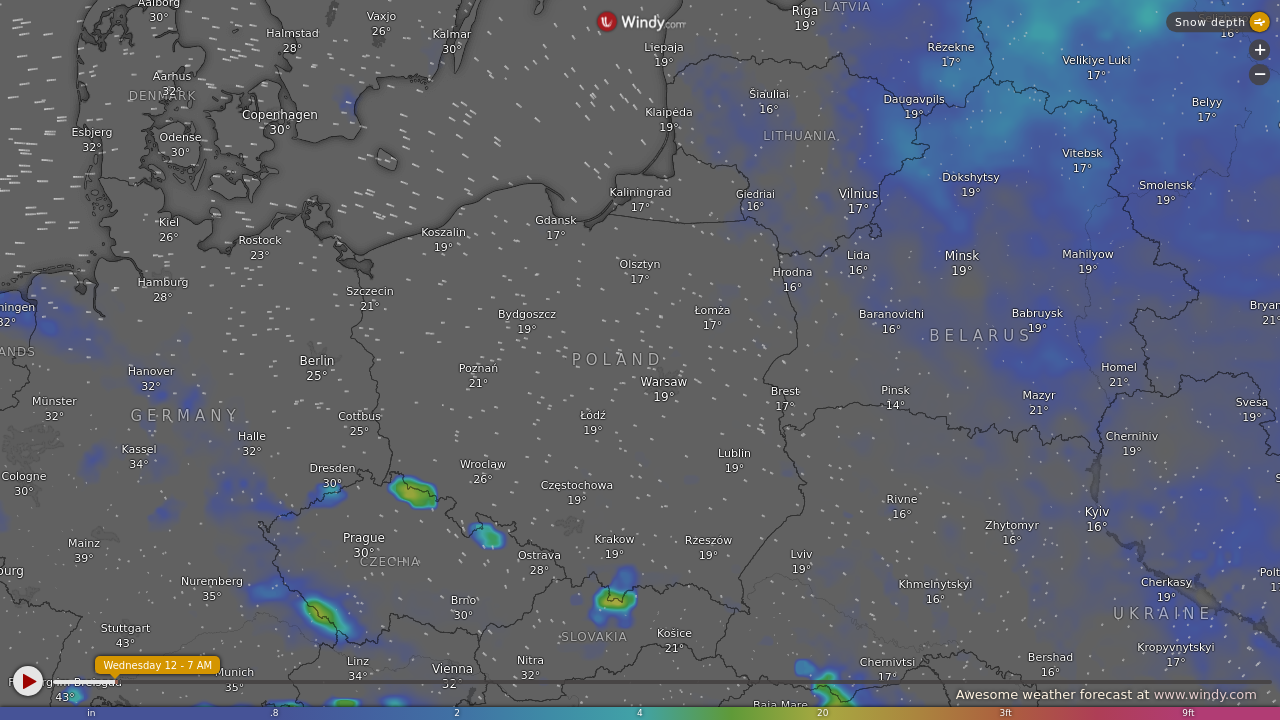 Aalborg
30°
Vaxjo
26°
Windy.com
Riga
19°
LATVIA
Snow depth
16°
Halmstad
28°
Kalmar
30°
Liepaja
19°
Rēzekne
17°
Velikiye Luki
17°
+
−
Aarhus
32°
DENMARK
Šiauliai
16°
Daugavpils
19°
Belyy
17°
Copenhagen
30°
Klaipėda
19°
Esbjerg
32°
Odense
30°
LITHUANIA
Vitebsk
17°
Dokshytsy
19°
Smolensk
19°
Kaliningrad
17°
Giedriai
16°
Vilnius
17°
Kiel
26°
Rostock
23°
Koszalin
19°
Gdansk
17°
Olsztyn
17°
Hrodna
16°
Lida
16°
Minsk
19°
Mahilyow
19°
Hamburg
28°
Szczecin
21°
ningen
32°
Bydgoszcz
19°
Łomża
17°
Baranovichi
16°
Babruysk
19°
Bryan
21°
BELARUS
ANDS
Berlin
25°
POLAND
Hanover
32°
Poznań
21°
Warsaw
19°
Brest
17°
Pinsk
14°
Homel
21°
Münster
32°
GERMANY
Cottbus
25°
Łódź
19°
Mazyr
21°
Svesa
19°
Halle
32°
Chernihiv
19°
Kassel
34°
Dresden
30°
Wroclaw
26°
Lublin
19°
Cologne
30°
Częstochowa
19°
Rivne
16°
Kyiv
16°
Zhytomyr
16°
Mainz
39°
Prague
30°
CZECHIA
Krakow
19°
Rzeszów
19°
Ostrava
28°
Lviv
19°
ourg
Nuremberg
35°
Khmelnytskyi
16°
Cherkasy
19°
Polt
Brno
30°
UKRAINE
Stuttgart
43°
SLOVAKIA
Košice
21°
Kropyvnytskyi
17°
Wednesday 12 - 7 AM
Linz
34°
Vienna
32°
Nitra
32°
Chernivtsi
17°
Bershad
16°
Munich
35°
43°
Baia Mare
Awesome weather forecast at www.windy.com
in .8 2 4 20 3ft 9ft